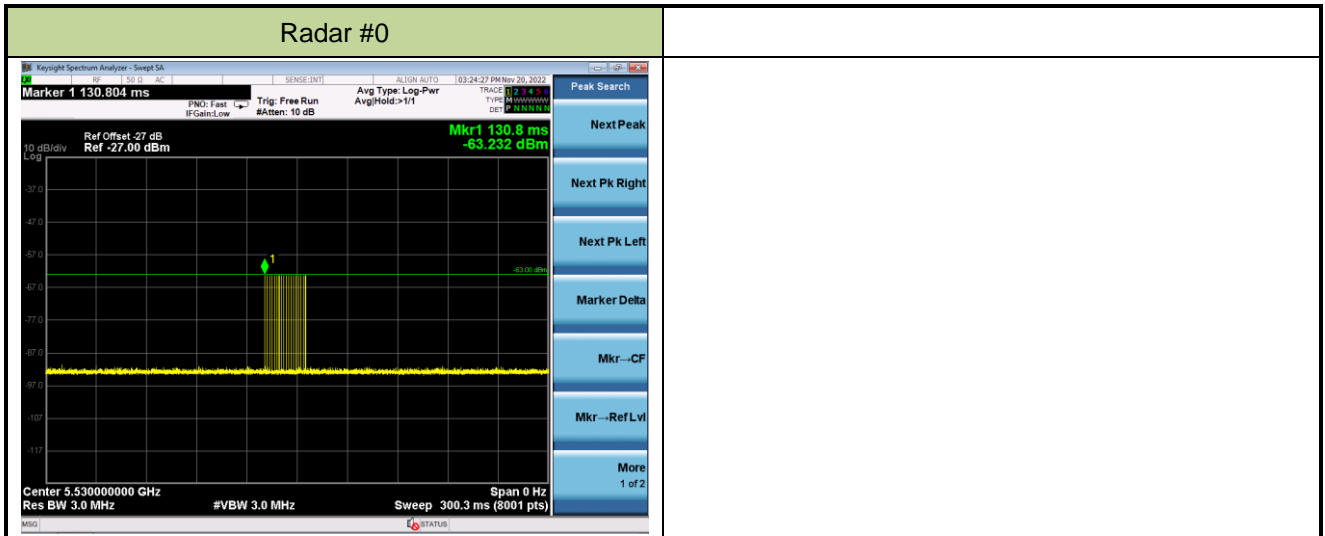 Radar #0
Keysight Spectrum Analyzer - Swept SA
RF 50 Ω AC SENSE:INT ALIGN AUTO 03:24:27 PM Nov 20, 2022
Marker 1 130.804 ms
PNO: Fast
IFGain:Low
Trig: Free Run
#Atten: 10 dB
Avg Type: Log-Pwr
Avg|Hold:>1/1
TRACE 1 2 3 4 5 6
TYPE M WWWWW
DET P N N N N N
Peak Search
Next Peak
Next Pk Right
Next Pk Left
Marker Delta
Mkr→CF
Mkr→Ref Lvl
More
1 of 2
Mkr1 130.8 ms
-63.232 dBm
Ref Offset -27 dB
10 dB/div Ref -27.00 dBm
Log
-37.0
-47.0
-57.0
1
-63.00 dBm
-67.0
-77.0
-87.0
-97.0
-107
-117
Center 5.530000000 GHz Span 0 Hz
Res BW 3.0 MHz #VBW 3.0 MHz Sweep 300.3 ms (8001 pts)
MSG STATUS